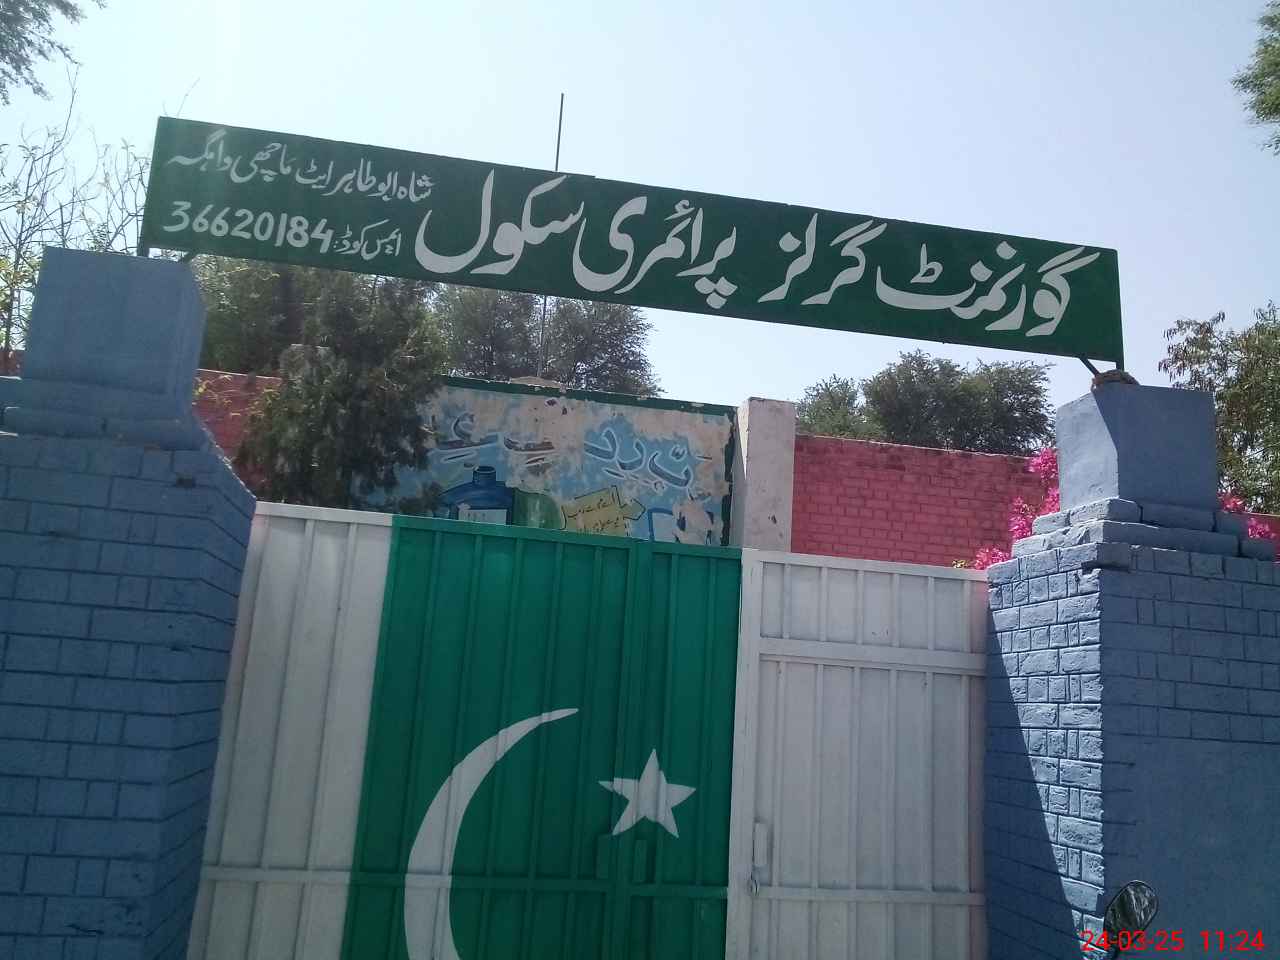 گورنمنٹ گرلز پرائمری سکول
شاہ ابو طاہر ایٹ ماچھی واہگہ
ایمس کوڈ: 36620184
24-03-25 11:24